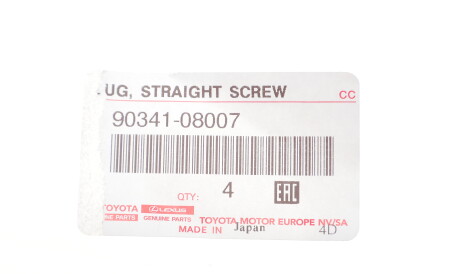 UG, STRAIGHT SCREW CC
90341-08007
QTY: 4 EAC
TOYOTA LEXUS
GENUINE PARTS GENUINE PARTS TOYOTA MOTOR EUROPE NV/SA
MADE IN Japan 4D